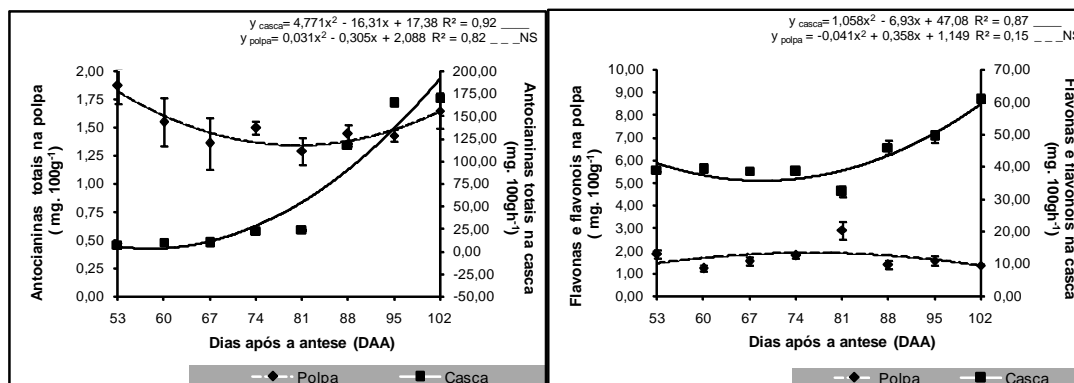 y casca= 4,771x² - 16,31x + 17,38 R² = 0,92 ____
y polpa = 0,031x² - 0,305x + 2,088 R² = 0,82 _ _ _NS
Antocianinas totais na polpa
( mg. 100g⁻¹)
2,00
1,75
1,50
1,25
1,00
0,75
0,50
0,25
0,00
200,00
175,00
150,00
125,00
100,00
75,00
50,00
25,00
0,00
-25,00
-50,00
Antocianinas totais na casca
(mg. 100gh⁻¹)
53 60 67 74 81 88 95 102
Dias após a antese (DAA)
Polpa Casca
y casca= 1,058x² - 6,93x + 47,08 R² = 0,87 ____
y polpa = -0,041x² + 0,358x + 1,149 R² = 0,15 _ _ _NS
Flavonas e flavonois na polpa
( mg. 100g⁻¹)
10,00
9,00
8,00
7,00
6,00
5,00
4,00
3,00
2,00
1,00
0,00
70,00
60,00
50,00
40,00
30,00
20,00
10,00
0,00
Flavonas e flavonois na casca
(mg. 100gh⁻¹)
53 60 67 74 81 88 95 102
Dias após a antese (DAA)
Polpa Casca